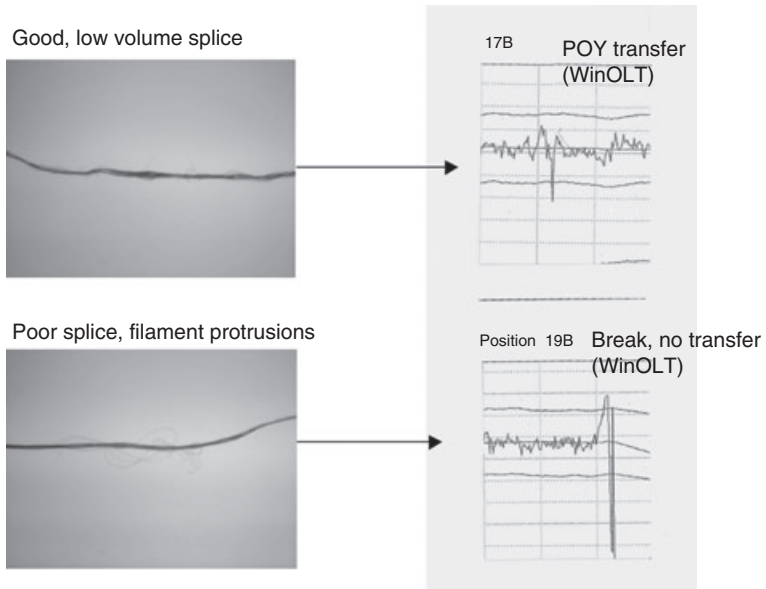 Good, low volume splice
17B
POY transfer
(WinOLT)
Poor splice, filament protrusions
Position 19B
Break, no transfer
(WinOLT)